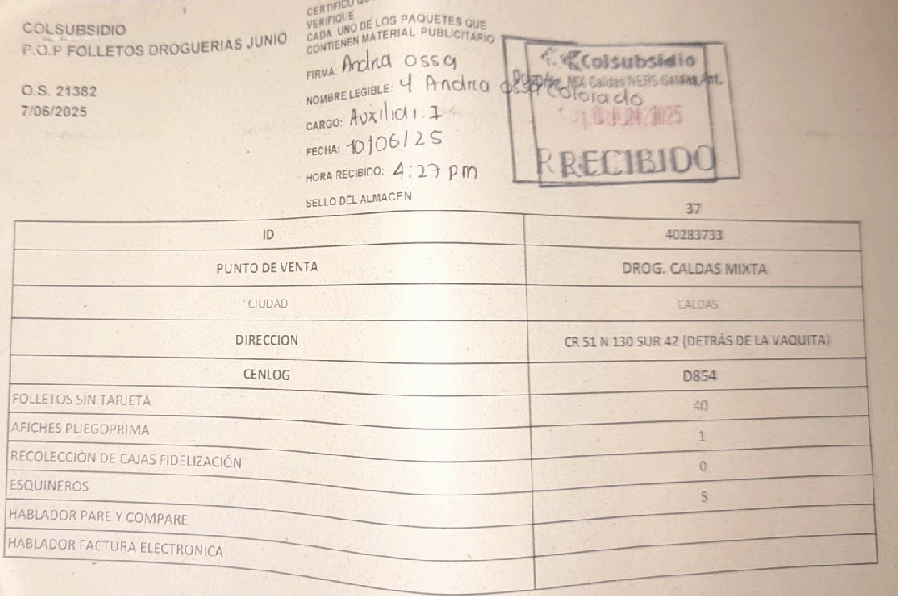 COLSUBSIDIO
P.O.P FOLLETOS DROGUERIAS JUNIO
O.S. 21382
7/06/2025
CERTIFICO
VERIFIQUE
CADA UNO DE LOS PAQUETES QUE
CONTIENEN MATERIAL PUBLICITARIO
FIRMA: Andrea Ossa
NOMBRE LEGIBLE: Andrea Ossa
CARGO: Auxiliar 1
FECHA: 10/06/25
HORA RECIBIDO: 4:27 pm
SELLO DEL ALMACEN
Colsubsidio
Caldas
2025
RECIBIDO
37
ID 40283733
PUNTO DE VENTA DROG. CALDAS MIXTA
CIUDAD CALDAS
DIRECCION CR 51 N 130 SUR 42 (DETRÁS DE LA VAQUITA)
CENLOG D854
FOLLETOS SIN TARJETA 40
AFICHES PLIEGOPRIMA 1
RECOLECCIÓN DE CAJAS FIDELIZACIÓN 0
ESQUINEROS 5
HABLADOR PARE Y COMPARE
HABLADOR FACTURA ELECTRONICA